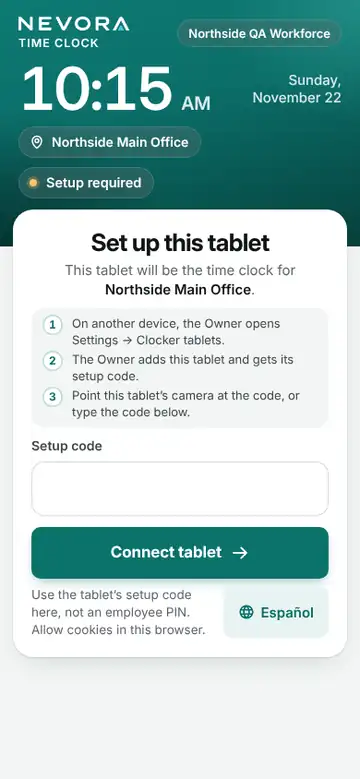 NEVORA
TIME CLOCK
Northside QA Workforce
10:15 AM
Sunday,
November 22
Northside Main Office
Setup required
Set up this tablet
This tablet will be the time clock for
Northside Main Office.
1 On another device, the Owner opens
Settings → Clocker tablets.
2 The Owner adds this tablet and gets its
setup code.
3 Point this tablet's camera at the code, or
type the code below.
Setup code
Connect tablet →
Use the tablet's setup code
here, not an employee PIN.
Allow cookies in this browser.
Español